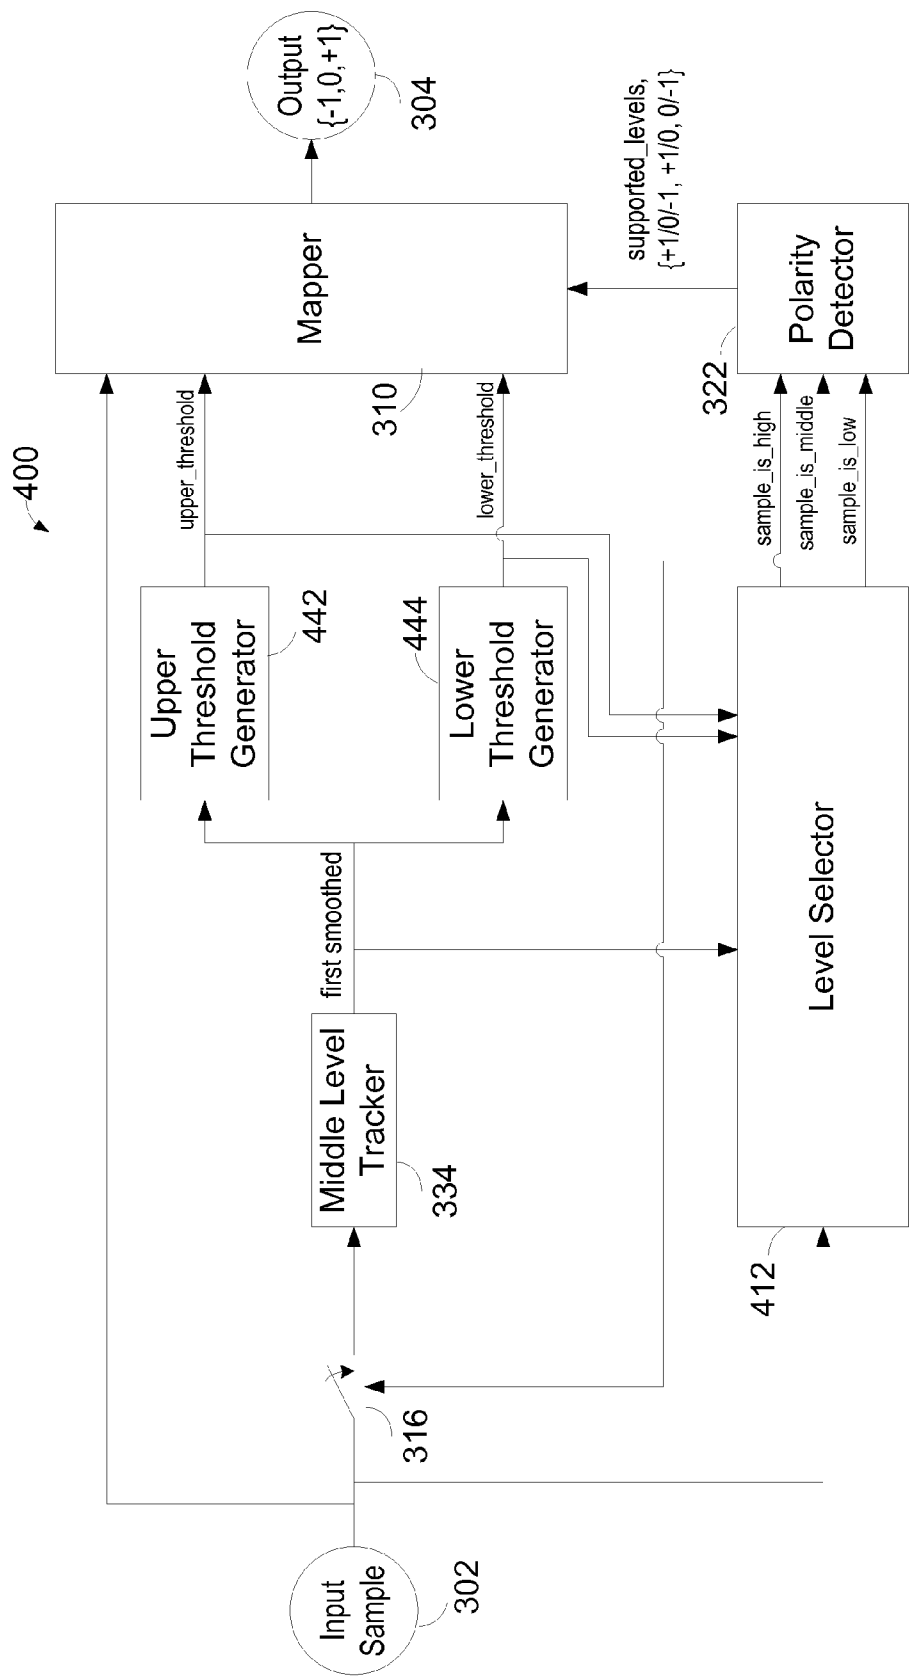 400
Input
Sample
302
316
Middle Level
Tracker
334
first smoothed
Upper
Threshold
Generator
442
Lower
Threshold
Generator
444
upper_threshold
lower_threshold
Mapper
310
Output
{-1,0,+1}
304
supported_levels,
{+1/0/-1, +1/0, 0/-1}
Level Selector
412
sample_is_high
sample_is_middle
sample_is_low
Polarity
Detector
322